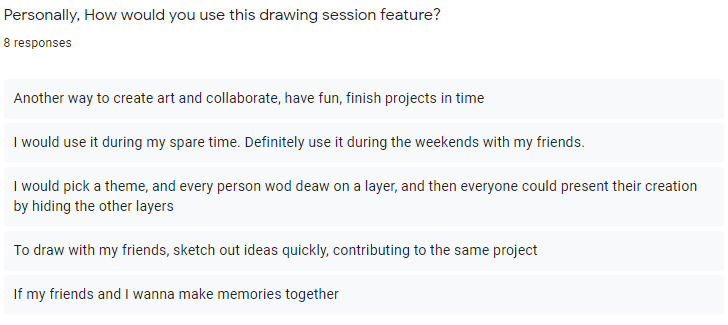 Personally, How would you use this drawing session feature?
8 responses
Another way to create art and collaborate, have fun, finish projects in time
I would use it during my spare time. Definitely use it during the weekends with my friends.
I would pick a theme, and every person wod deaw on a layer, and then everyone could present their creation
by hiding the other layers
To draw with my friends, sketch out ideas quickly, contributing to the same project
If my friends and I wanna make memories together